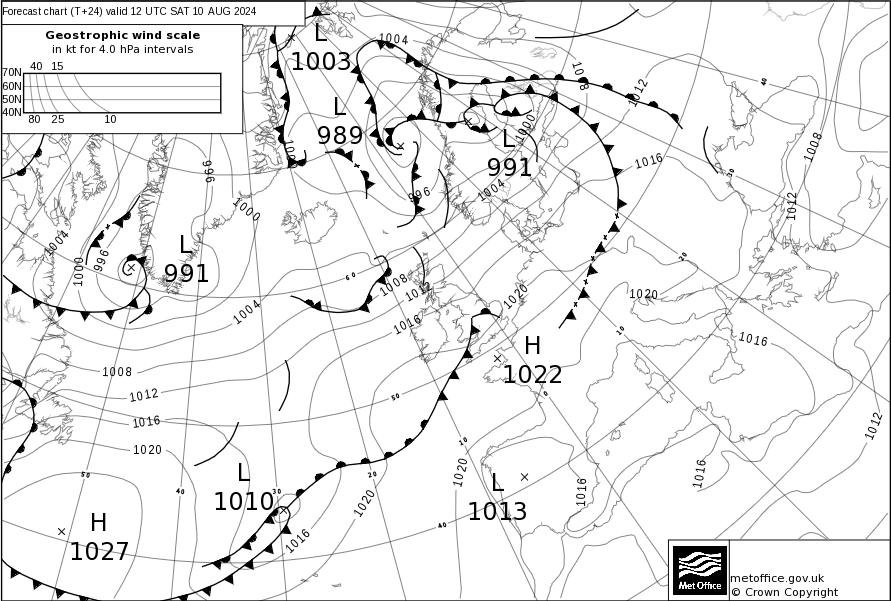 Forecast chart (T+24) valid 12 UTC SAT 10 AUG 2024
Geostrophic wind scale
in kt for 4.0 hPa intervals
40 15
70N
60N
50N
40N
80 25 10
L
1003
1004
L
989
1008
1012
40
1008
L
991
1000
1016
996
1004
996
1000
1004
1000
996
L
991
30
1012
20
60
1008
1012
1016
1020
1020
1004
10
1016
H
1022
1008
1012
1016
1020
50
0
1012
10
50
40
L
1010
30
20
1020
1020
L
1013
1016
1016
H
1027
1016
40
Met Office
metoffice.gov.uk
© Crown Copyright